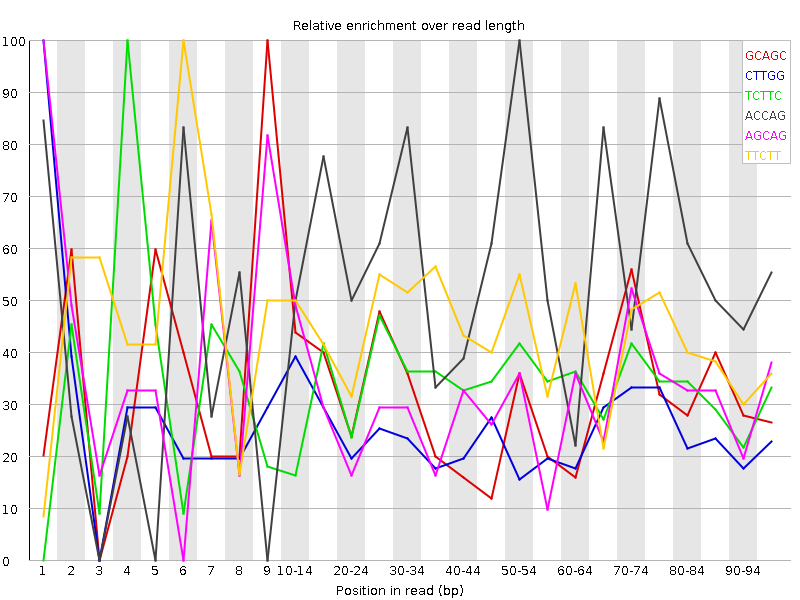 Relative enrichment over read length
100
90
80
70
60
50
40
30
20
10
0
GCAGC
CTTGG
TCTTC
ACCAG
AGCAG
TTCTT
1 2 3 4 5 6 7 8 9 10-14 20-24 30-34 40-44 50-54 60-64 70-74 80-84 90-94
Position in read (bp)